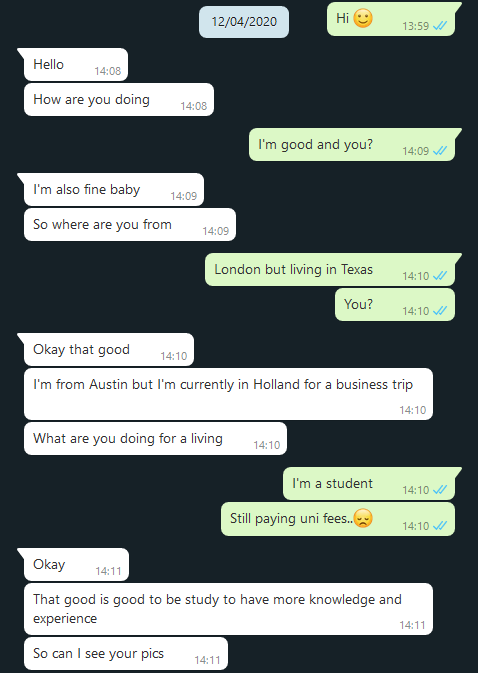 12/04/2020
Hi 🙂
13:59
Hello
14:08
How are you doing
14:08
I'm good and you?
14:09
I'm also fine baby
14:09
So where are you from
14:09
London but living in Texas
14:10
You?
14:10
Okay that good
14:10
I'm from Austin but I'm currently in Holland for a business trip
14:10
What are you doing for a living
14:10
I'm a student
14:10
Still paying uni fees..😞
14:10
Okay
14:11
That good is good to be study to have more knowledge and
experience
14:11
So can I see your pics
14:11